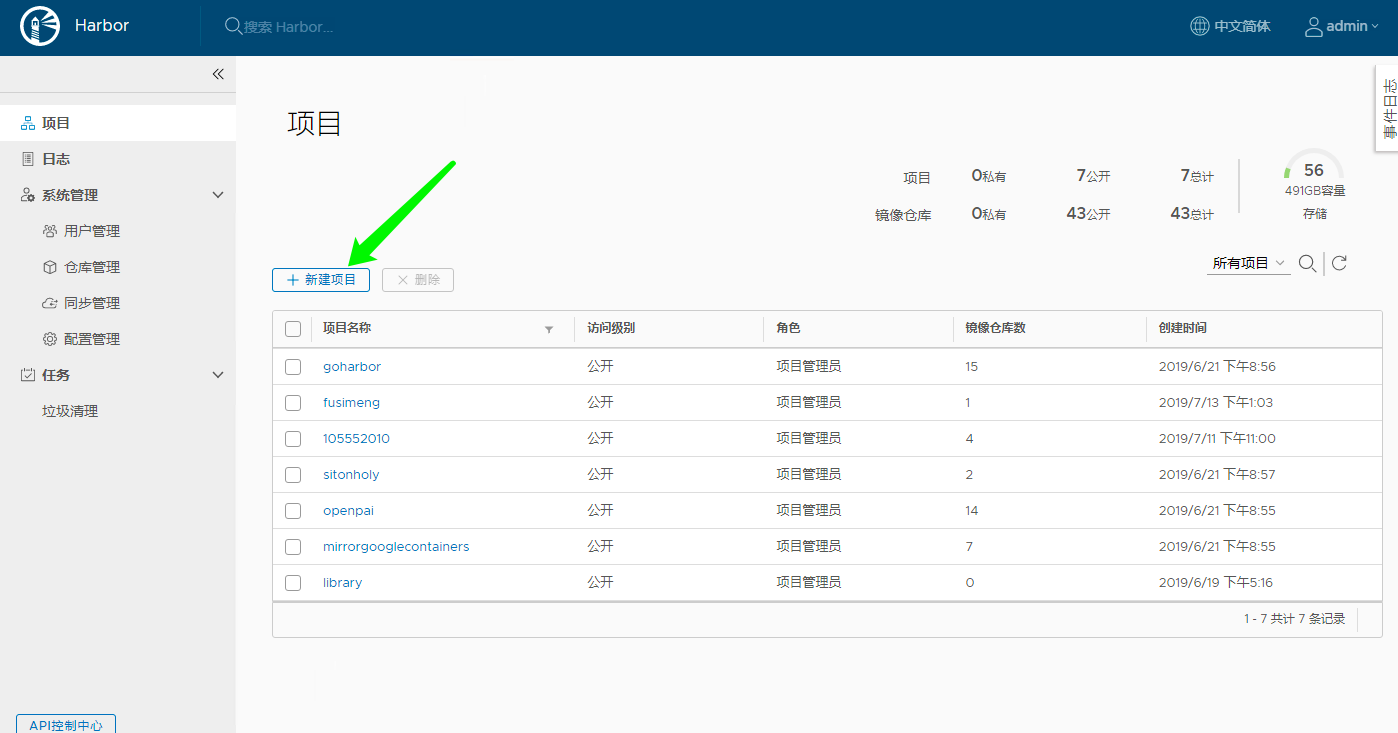 Harbor
搜索 Harbor...
中文简体
admin
事件日志
项目
日志
系统管理
用户管理
仓库管理
同步管理
配置管理
任务
垃圾清理
API控制中心
项目
项目 0私有 7公开 7总计
镜像仓库 0私有 43公开 43总计
56
491GB容量
存储
新建项目 删除
所有项目
项目名称 访问级别 角色 镜像仓库数 创建时间
goharbor 公开 项目管理员 15 2019/6/21 下午8:56
fusimeng 公开 项目管理员 1 2019/7/13 下午1:03
105552010 公开 项目管理员 4 2019/7/11 下午11:00
sitonholy 公开 项目管理员 2 2019/6/21 下午8:57
openpai 公开 项目管理员 14 2019/6/21 下午8:55
mirrorgooglecontainers 公开 项目管理员 7 2019/6/21 下午8:55
library 公开 项目管理员 0 2019/6/19 下午5:16
1 - 7 共计 7 条记录